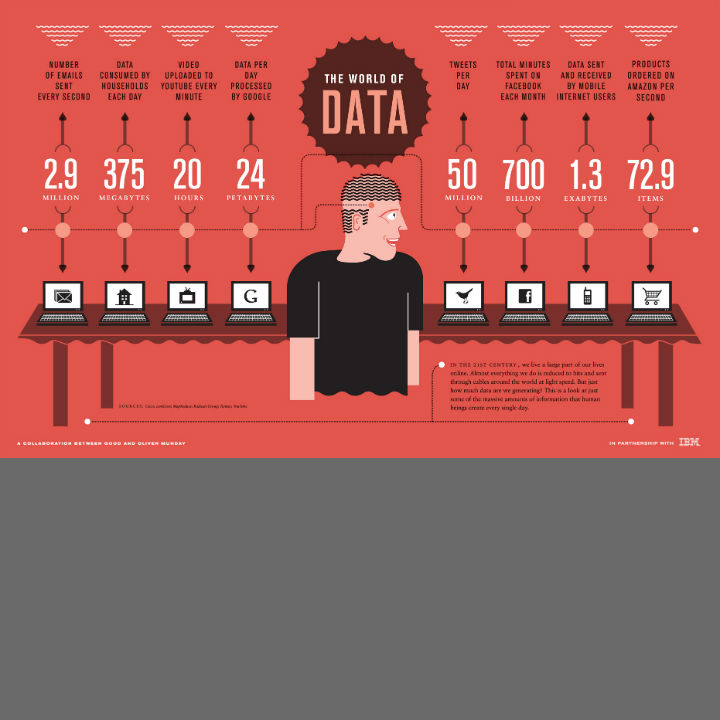 THE WORLD OF
DATA
NUMBER
OF EMAILS
SENT
EVERY SECOND
2.9
MILLION
DATA
CONSUMED BY
HOUSEHOLDS
EACH DAY
375
MEGABYTES
VIDEO
UPLOADED TO
YOUTUBE EVERY
MINUTE
20
HOURS
DATA PER
DAY
PROCESSED
BY GOOGLE
24
PETABYTES
TWEETS
PER
DAY
50
MILLION
TOTAL MINUTES
SPENT ON
FACEBOOK
EACH MONTH
700
BILLION
DATA SENT
AND RECEIVED
BY MOBILE
INTERNET USERS
1.3
EXABYTES
PRODUCTS
ORDERED ON
AMAZON PER
SECOND
72.9
ITEMS
G
f
IN THE 21ST CENTURY, we live a large part of our lives
online. Almost everything we do is reduced to bits and sent
through cables around the world at light speed. But just
how much data are we generating? This is a look at just
some of the massive amounts of information that human
beings create every single day.
SOURCES:
A COLLABORATION BETWEEN GOOD AND OLIVER MUNDAY
IN PARTNERSHIP WITH IBM